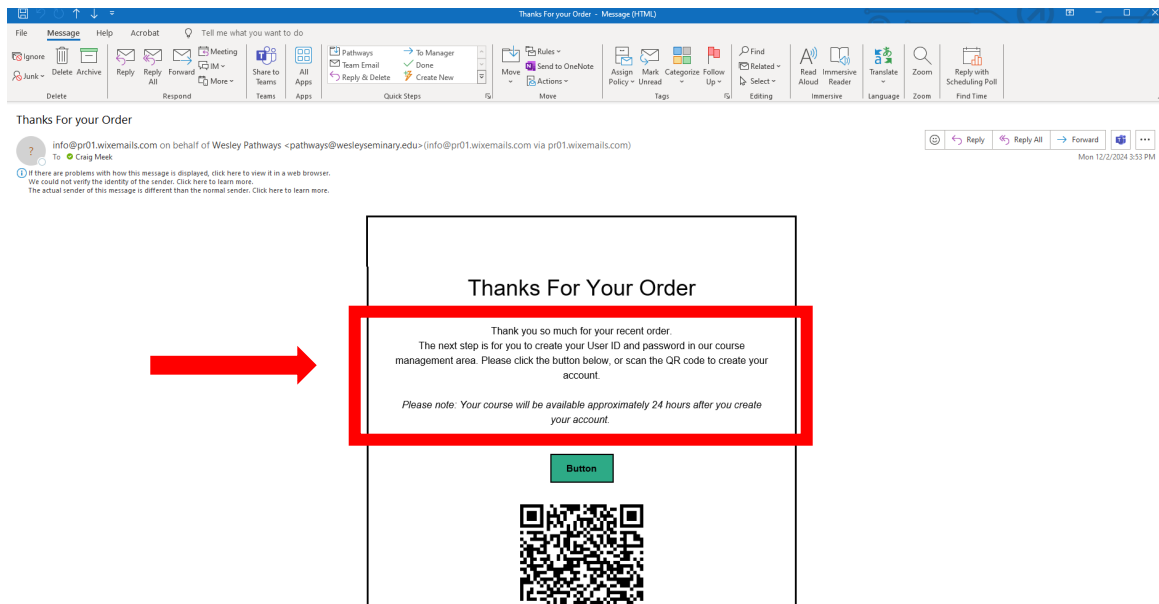 Thanks For your Order - Message (HTML)
File Message Help Acrobat Tell me what you want to do
Ignore
Junk
Delete
Archive
Reply
Reply All
Forward
Meeting
IM
More
Share to Teams
All Apps
Pathways
Team Email
Reply & Delete
To Manager
Done
Create New
Move
Rules
Send to OneNote
Actions
Assign Policy
Mark Unread
Categorize
Follow Up
Find
Related
Select
Read Aloud
Immersive Reader
Translate
Zoom
Reply with Scheduling Poll
Delete Respond Teams Apps Quick Steps Move Tags Editing Immersive Language Zoom Find Time
Thanks For your Order
?
info@pr01.wixemails.com on behalf of Wesley Pathways <pathways@wesleyseminary.edu>(info@pr01.wixemails.com via pr01.wixemails.com)
To Craig Meek
Reply Reply All Forward
Mon 12/2/2024 3:53 PM
If there are problems with how this message is displayed, click here to view it in a web browser.
We could not verify the identity of the sender. Click here to learn more.
The actual sender of this message is different than the normal sender. Click here to learn more.
Thanks For Your Order
Thank you so much for your recent order.
The next step is for you to create your User ID and password in our course
management area. Please click the button below, or scan the QR code to create your
account.
Please note: Your course will be available approximately 24 hours after you create
your account.
Button